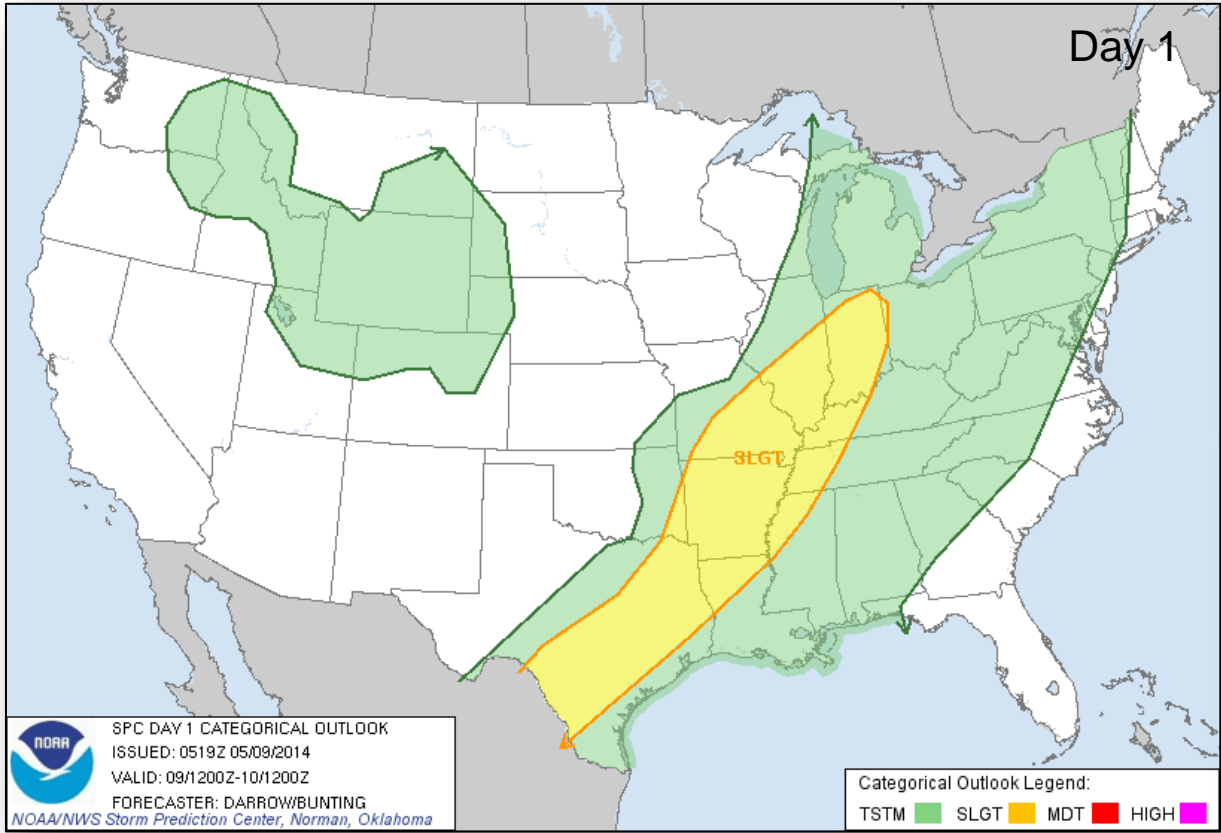 Day 1
SLGT
NOAA
SPC DAY 1 CATEGORICAL OUTLOOK
ISSUED: 0519Z 05/09/2014
VALID: 09/1200Z-10/1200Z
FORECASTER: DARROW/BUNTING
NOAA/NWS Storm Prediction Center, Norman, Oklahoma
Categorical Outlook Legend:
TSTM SLGT MDT HIGH